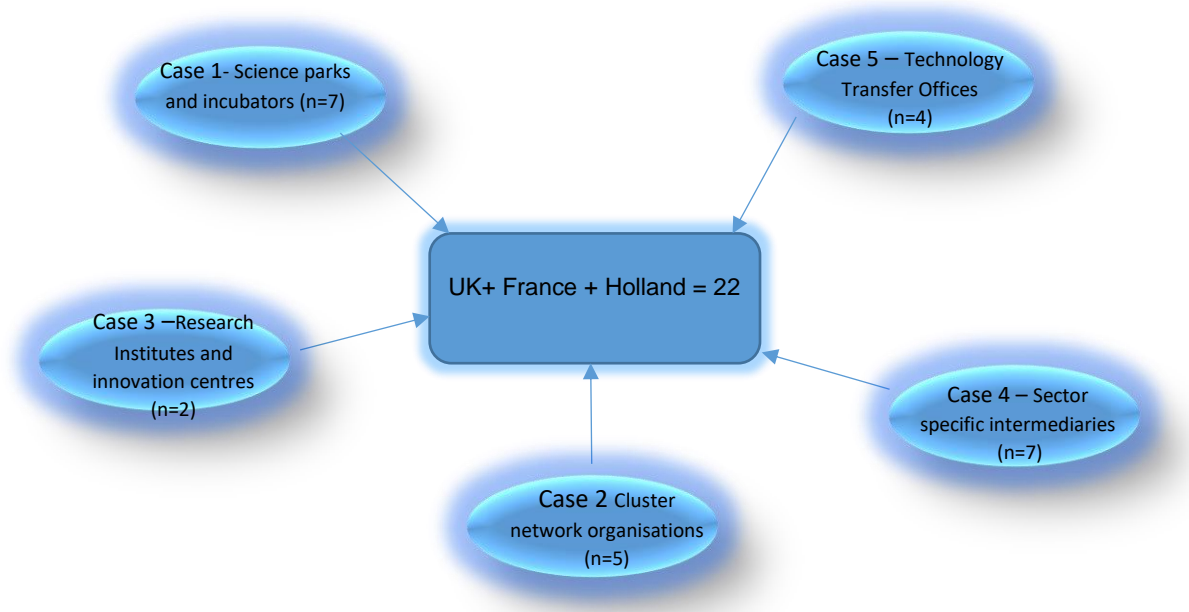 Case 1- Science parks
and incubators (n=7)
Case 5 – Technology
Transfer Offices
(n=4)
UK+ France + Holland = 22
Case 3 –Research
Institutes and
innovation centres
(n=2)
Case 4 – Sector
specific intermediaries
(n=7)
Case 2 Cluster
network organisations
(n=5)